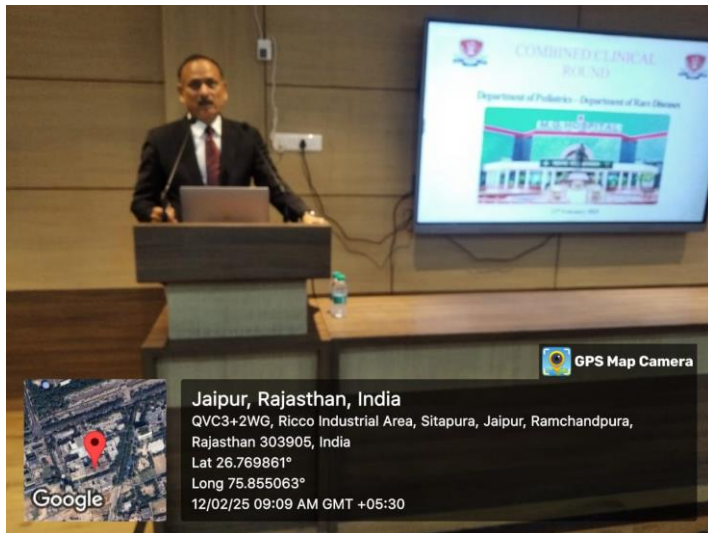 COMBINED CLINICAL
ROUND
Department of Pediatrics - Department of Rare Diseases
M.G. HOSPITAL
GPS Map Camera
Jaipur, Rajasthan, India
QVC3+2WG, Ricco Industrial Area, Sitapura, Jaipur, Ramchandpura,
Rajasthan 303905, India
Lat 26.769861°
Long 75.855063°
12/02/25 09:09 AM GMT +05:30
Google